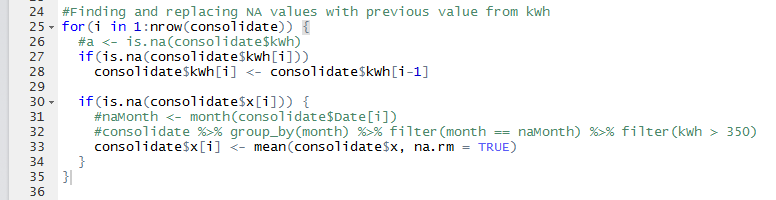 24 #Finding and replacing NA values with previous value from kWh
25 for(i in 1:nrow(consolidate)) {
26 #a <- is.na(consolidate$kWh)
27 if(is.na(consolidate$kWh[i]))
28 consolidate$kWh[i] <- consolidate$kWh[i-1]
29
30 if(is.na(consolidate$x[i])) {
31 #naMonth <- month(consolidate$Date[i])
32 #consolidate %>% group_by(month) %>% filter(month == naMonth) %>% filter(kWh > 350)
33 consolidate$x[i] <- mean(consolidate$x, na.rm = TRUE)
34 }
35 }
36